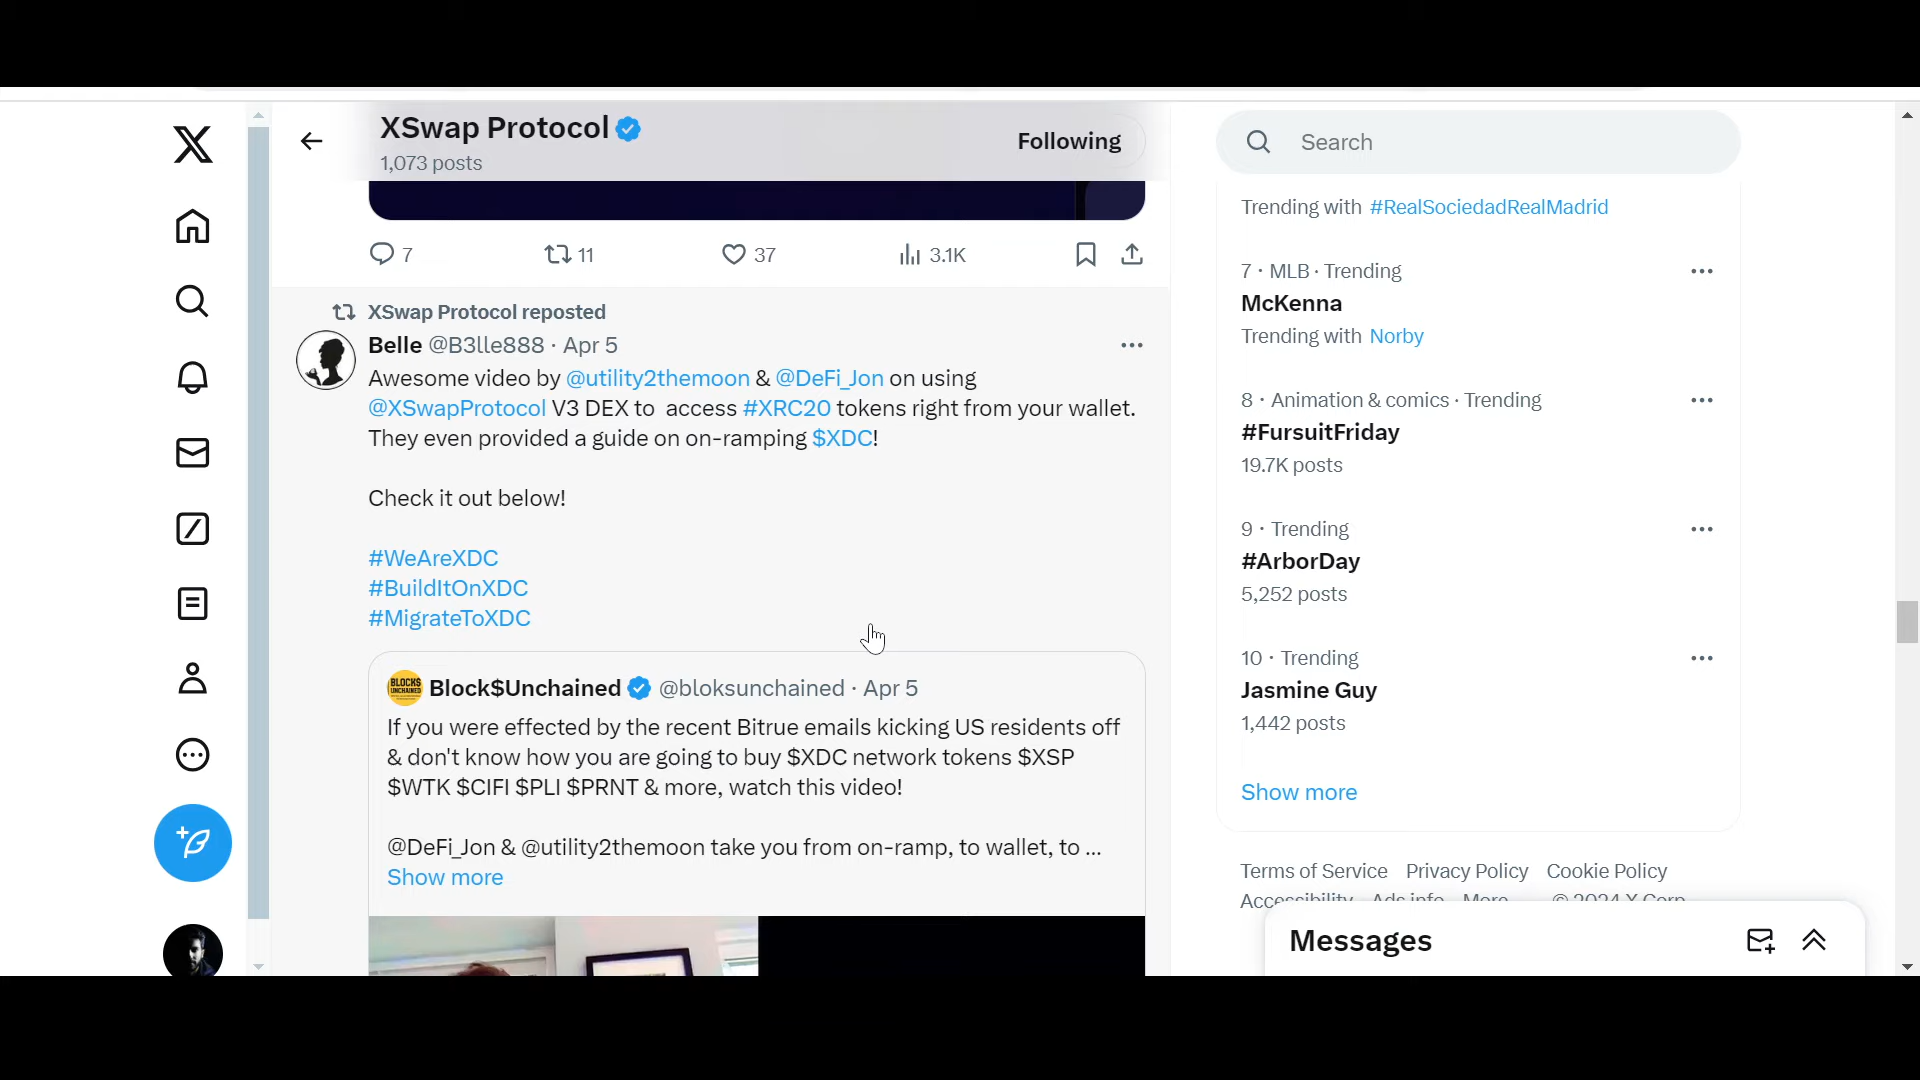 XSwap Protocol
1,073 posts
Following
7
11
37
3.1K
XSwap Protocol reposted
Belle @B3lle888 · Apr 5
Awesome video by @utility2themoon & @DeFi_Jon on using
@XSwapProtocol V3 DEX to access #XRC20 tokens right from your wallet.
They even provided a guide on on-ramping $XDC!
Check it out below!
#WeAreXDC
#BuildItOnXDC
#MigrateToXDC
BLOCK$
UNCHAINED
Block$Unchained @bloksunchained · Apr 5
If you were effected by the recent Bitrue emails kicking US residents off
& don't know how you are going to buy $XDC network tokens $XSP
$WTK $CIFI $PLI $PRNT & more, watch this video!
@DeFi_Jon & @utility2themoon take you from on-ramp, to wallet, to ...
Show more
Search
Trending with #RealSociedadRealMadrid
7 · MLB · Trending
McKenna
Trending with Norby
8 · Animation & comics · Trending
#FursuitFriday
19.7K posts
9 · Trending
#ArborDay
5,252 posts
10 · Trending
Jasmine Guy
1,442 posts
Show more
Terms of Service Privacy Policy Cookie Policy
Accessibility Ads info More © 2024 X Corp
Messages